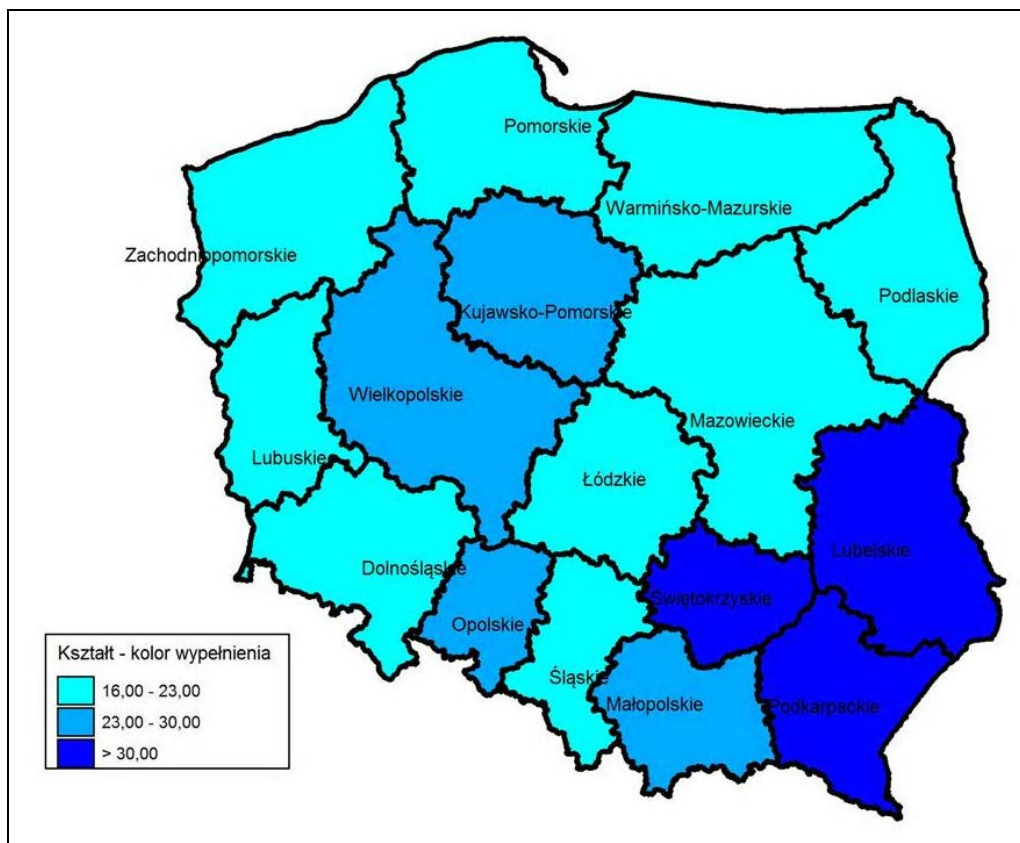 Pomorskie
Warmińsko-Mazurskie
Zachodniopomorskie
Podlaskie
Kujawsko-Pomorskie
Wielkopolskie
Mazowieckie
Lubuskie
Łódzkie
Lubelskie
Dolnośląskie
Świętokrzyskie
Opolskie
Śląskie
Małopolskie
Podkarpackie
Kształt - kolor wypełnienia
16,00 - 23,00
23,00 - 30,00
> 30,00